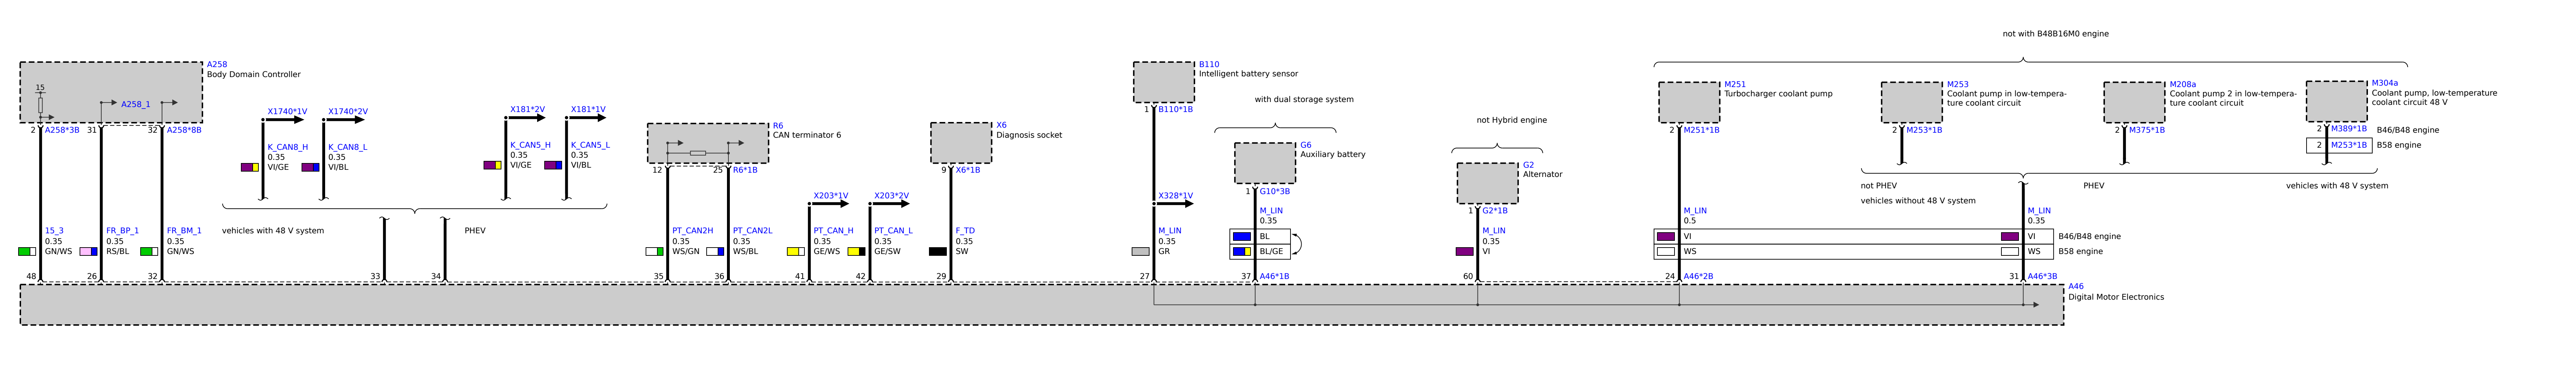 not with B48B16M0 engine
A258
Body Domain Controller
15
A258_1
2
A258*3B
31
32
A258*8B
X1740*1V
X1740*2V
K_CAN8_H
0.35
VI/GE
K_CAN8_L
0.35
VI/BL
X181*2V
X181*1V
K_CAN5_H
0.35
VI/GE
K_CAN5_L
0.35
VI/BL
vehicles with 48 V system
PHEV
R6
CAN terminator 6
12
25
R6*1B
X203*1V
X203*2V
X6
Diagnosis socket
9
X6*1B
B110
Intelligent battery sensor
1
B110*1B
X328*1V
with dual storage system
G6
Auxiliary battery
1
G10*3B
not Hybrid engine
G2
Alternator
1
G2*1B
M251
Turbocharger coolant pump
2
M251*1B
M253
Coolant pump in low-tempera-
ture coolant circuit
2
M253*1B
M208a
Coolant pump 2 in low-tempera-
ture coolant circuit
2
M375*1B
M304a
Coolant pump, low-temperature
coolant circuit 48 V
2
M389*1B
B46/B48 engine
2
M253*1B
B58 engine
not PHEV
vehicles without 48 V system
PHEV
vehicles with 48 V system
15_3
0.35
GN/WS
FR_BP_1
0.35
RS/BL
FR_BM_1
0.35
GN/WS
PT_CAN2H
0.35
WS/GN
PT_CAN2L
0.35
WS/BL
PT_CAN_H
0.35
GE/WS
PT_CAN_L
0.35
GE/SW
F_TD
0.35
SW
M_LIN
0.35
GR
M_LIN
0.35
BL
BL/GE
M_LIN
0.35
VI
M_LIN
0.5
VI
WS
M_LIN
0.35
VI
WS
B46/B48 engine
B58 engine
48
26
32
33
34
35
36
41
42
29
27
37
A46*1B
60
24
A46*2B
31
A46*3B
A46
Digital Motor Electronics